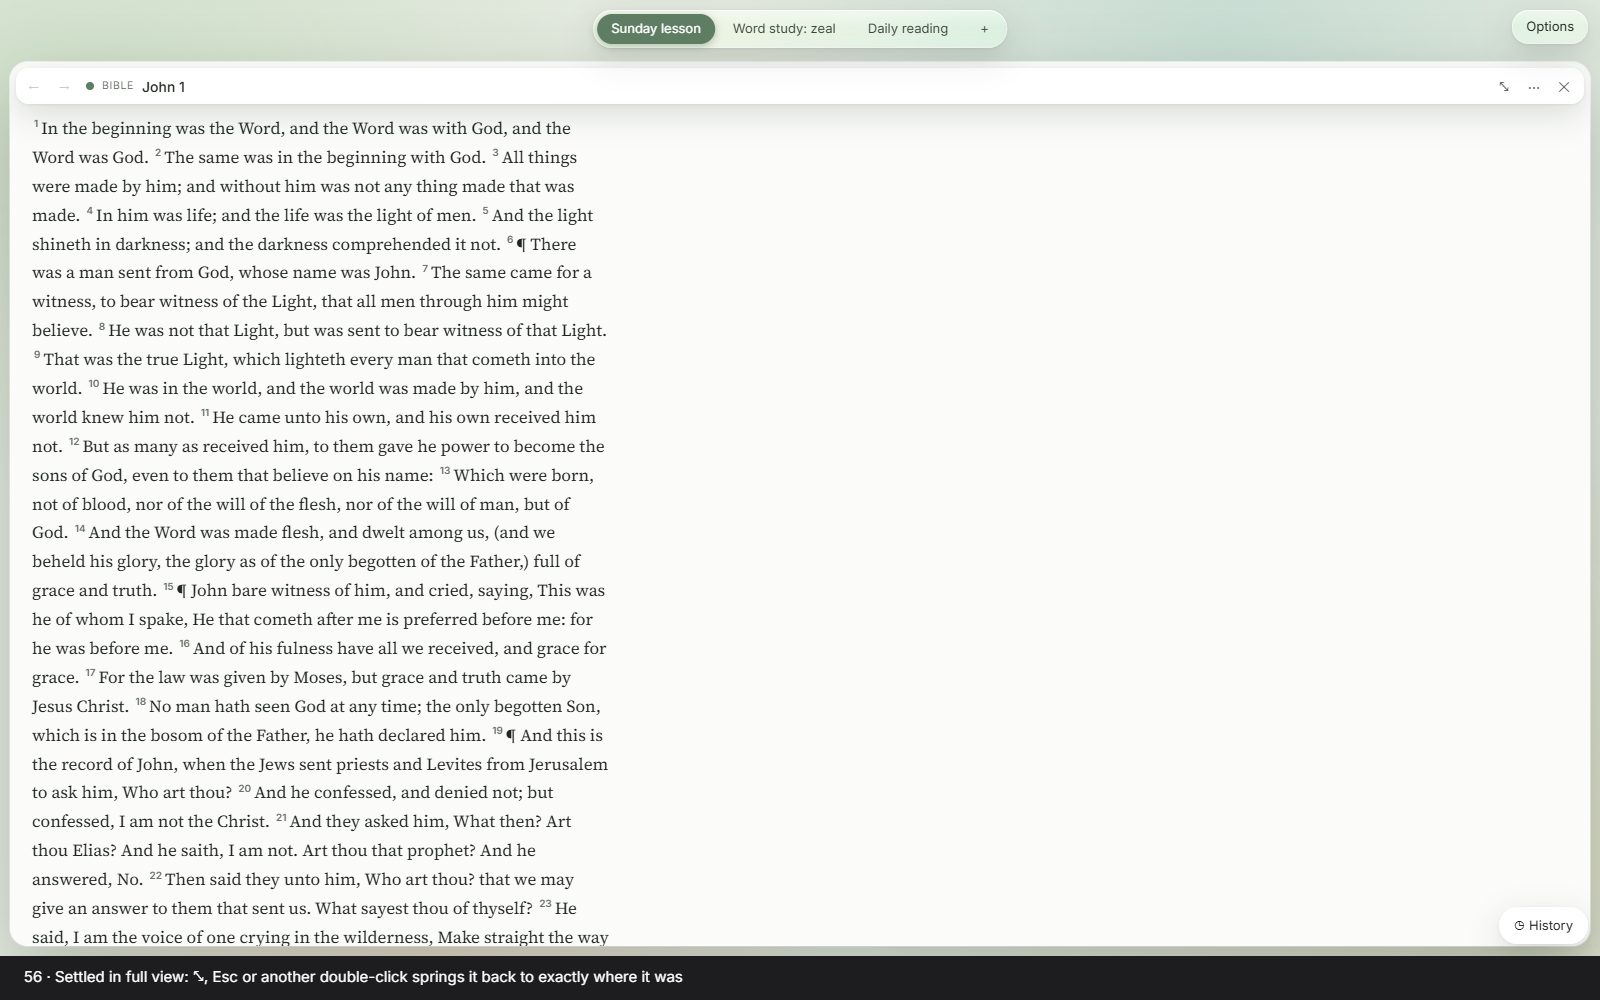 Sunday lesson Word study: zeal Daily reading +
Options
← → BIBLE John 1 ⤡ ⋯ ×
1 In the beginning was the Word, and the Word was with God, and the
Word was God. 2 The same was in the beginning with God. 3 All things
were made by him; and without him was not any thing made that was
made. 4 In him was life; and the life was the light of men. 5 And the light
shineth in darkness; and the darkness comprehended it not. 6 ¶ There
was a man sent from God, whose name was John. 7 The same came for a
witness, to bear witness of the Light, that all men through him might
believe. 8 He was not that Light, but was sent to bear witness of that Light.
9 That was the true Light, which lighteth every man that cometh into the
world. 10 He was in the world, and the world was made by him, and the
world knew him not. 11 He came unto his own, and his own received him
not. 12 But as many as received him, to them gave he power to become the
sons of God, even to them that believe on his name: 13 Which were born,
not of blood, nor of the will of the flesh, nor of the will of man, but of
God. 14 And the Word was made flesh, and dwelt among us, (and we
beheld his glory, the glory as of the only begotten of the Father,) full of
grace and truth. 15 ¶ John bare witness of him, and cried, saying, This was
he of whom I spake, He that cometh after me is preferred before me: for
he was before me. 16 And of his fulness have all we received, and grace for
grace. 17 For the law was given by Moses, but grace and truth came by
Jesus Christ. 18 No man hath seen God at any time; the only begotten Son,
which is in the bosom of the Father, he hath declared him. 19 ¶ And this is
the record of John, when the Jews sent priests and Levites from Jerusalem
to ask him, Who art thou? 20 And he confessed, and denied not; but
confessed, I am not the Christ. 21 And they asked him, What then? Art
thou Elias? And he saith, I am not. Art thou that prophet? And he
answered, No. 22 Then said they unto him, Who art thou? that we may
give an answer to them that sent us. What sayest thou of thyself? 23 He
said, I am the voice of one crying in the wilderness, Make straight the way
◷ History
56 · Settled in full view: ⤡, Esc or another double-click springs it back to exactly where it was